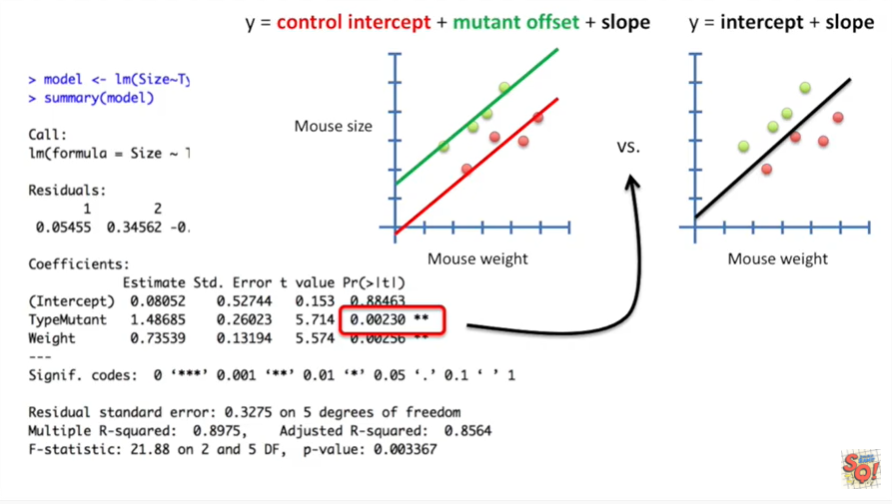 y = control intercept + mutant offset + slope
y = intercept + slope
> model <- lm(Size~Ty
> summary(model)
Call:
lm(formula = Size ~ T
Residuals:
1 2
0.05455 0.34562 -0.
Mouse size
vs.
Mouse weight
Mouse weight
Coefficients:
Estimate Std. Error t value Pr(>|t|)
(Intercept) 0.08052 0.52744 0.153 0.88463
TypeMutant 1.48685 0.26023 5.714 0.00230 **
Weight 0.73539 0.13194 5.574 0.00256 **
---
Signif. codes: 0 ‘***’ 0.001 ‘**’ 0.01 ‘*’ 0.05 ‘.’ 0.1 ‘ ’ 1
Residual standard error: 0.3275 on 5 degrees of freedom
Multiple R-squared: 0.8975, Adjusted R-squared: 0.8564
F-statistic: 21.88 on 2 and 5 DF, p-value: 0.003367
SQ!